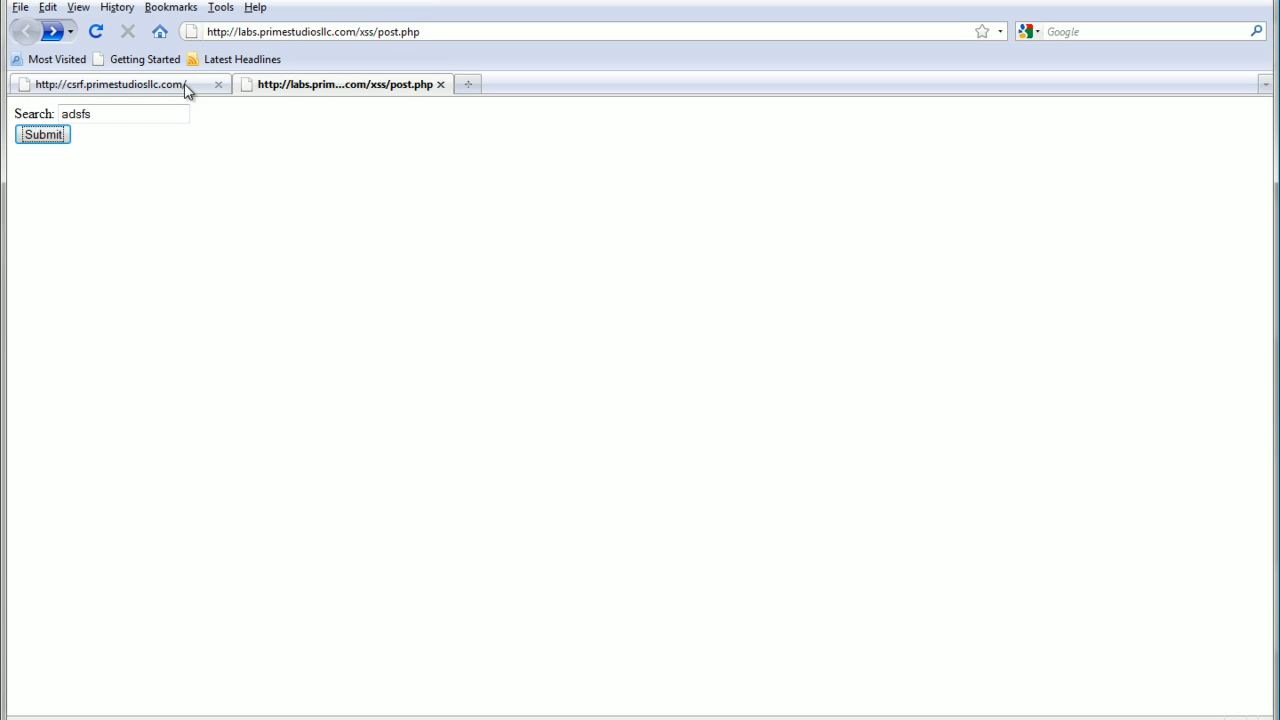 File Edit View History Bookmarks Tools Help
http://labs.primestudiosllc.com/xss/post.php Google
Most Visited Getting Started Latest Headlines
http://csrf.primestudiosllc.com/ http://labs.prim...com/xss/post.php
Search: adsfs
Submit